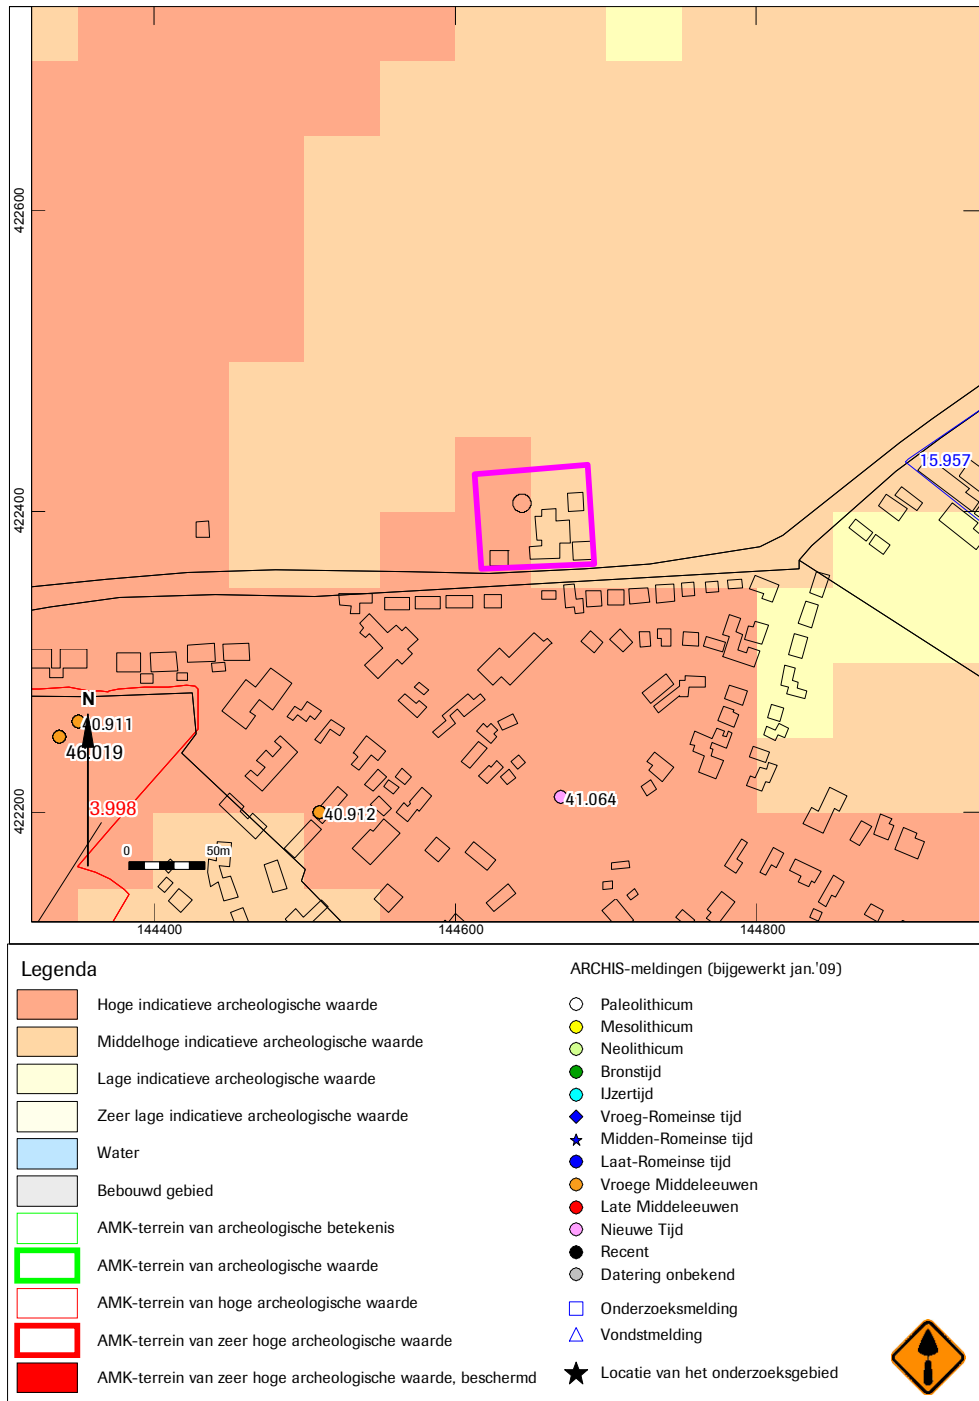 422600
422400
422200
15.957
N
40.911
46.019
3.998
40.912
41.064
0 50m
144400 144600 144800
Legenda
Hoge indicatieve archeologische waarde
Middelhoge indicatieve archeologische waarde
Lage indicatieve archeologische waarde
Zeer lage indicatieve archeologische waarde
Water
Bebouwd gebied
AMK-terrein van archeologische betekenis
AMK-terrein van archeologische waarde
AMK-terrein van hoge archeologische waarde
AMK-terrein van zeer hoge archeologische waarde
AMK-terrein van zeer hoge archeologische waarde, beschermd
ARCHIS-meldingen (bijgewerkt jan.'09)
Paleolithicum
Mesolithicum
Neolithicum
Bronstijd
IJzertijd
Vroeg-Romeinse tijd
Midden-Romeinse tijd
Laat-Romeinse tijd
Vroege Middeleeuwen
Late Middeleeuwen
Nieuwe Tijd
Recent
Datering onbekend
Onderzoeksmelding
Vondstmelding
Locatie van het onderzoeksgebied